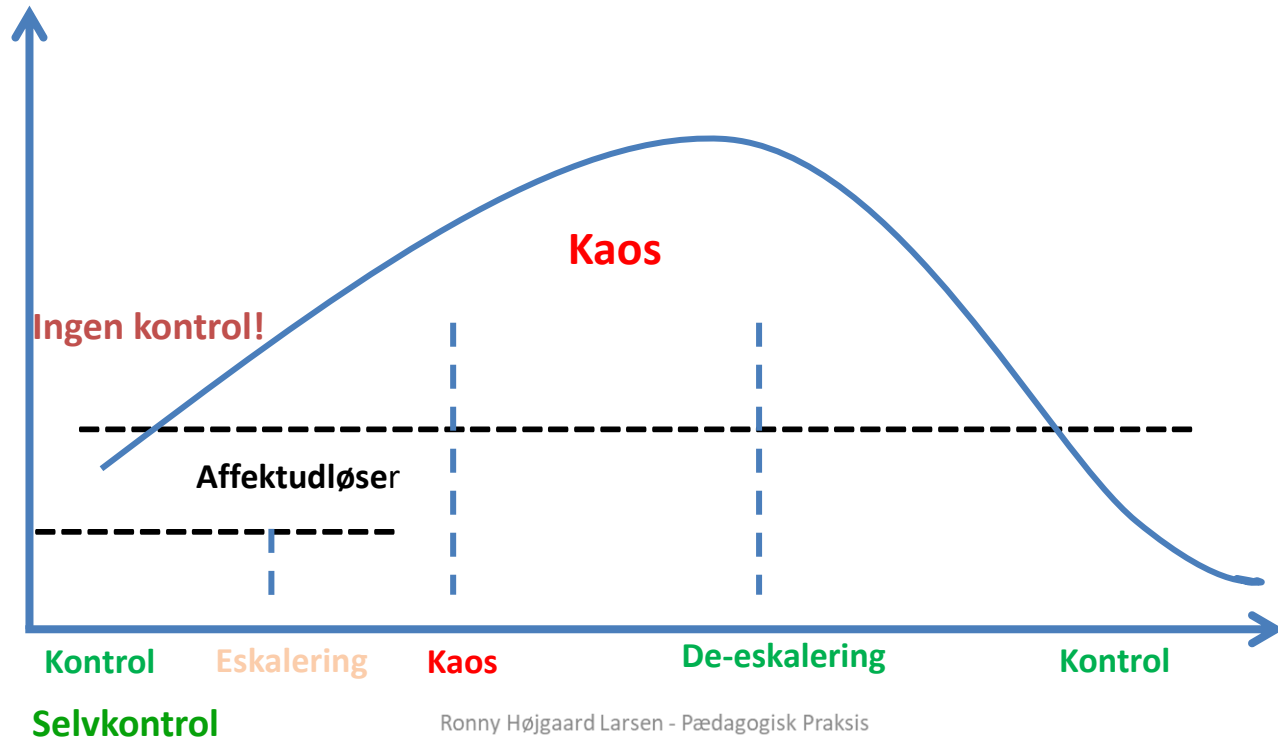 Kaos
Ingen kontrol!
Affektudløser
Kontrol
Eskalering
Kaos
De-eskalering
Kontrol
Selvkontrol
Ronny Højgaard Larsen - Pædagogisk Praksis